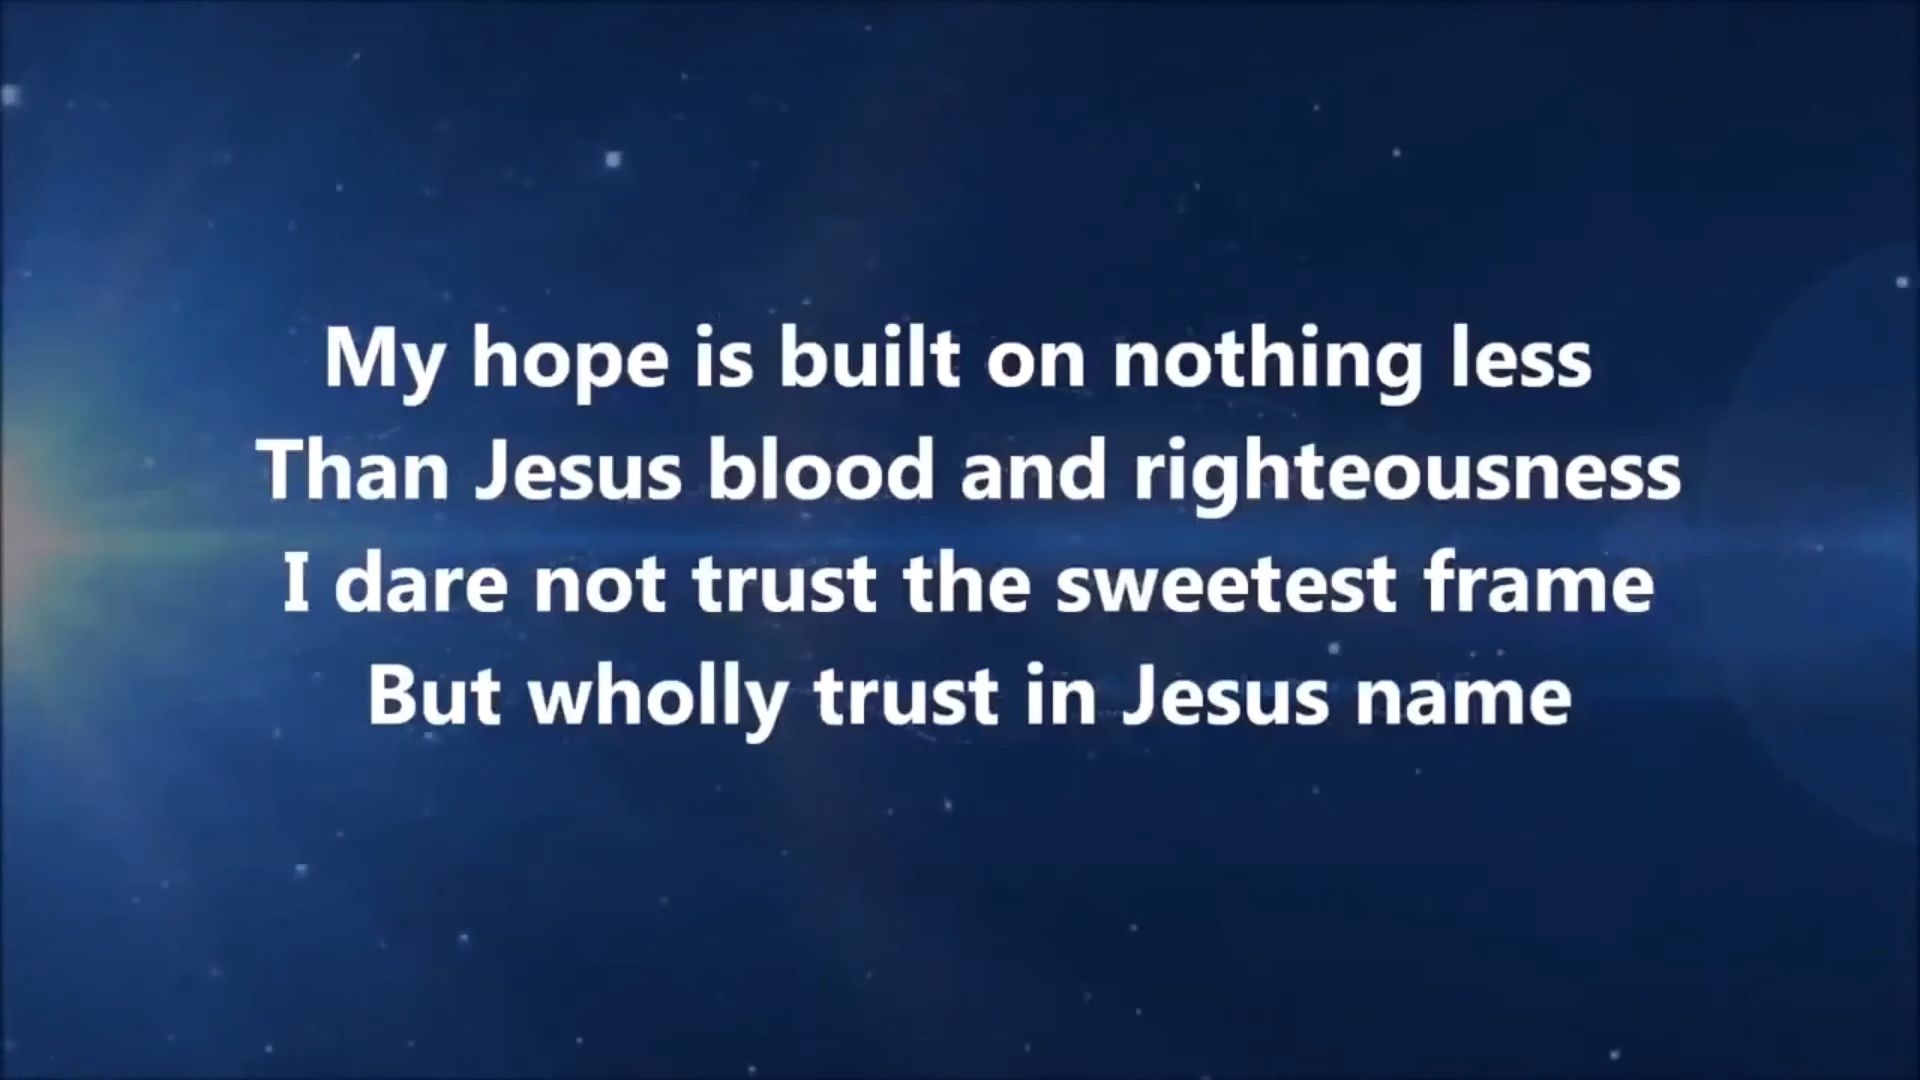 My hope is built on nothing less
Than Jesus blood and righteousness
I dare not trust the sweetest frame
But wholly trust in Jesus name